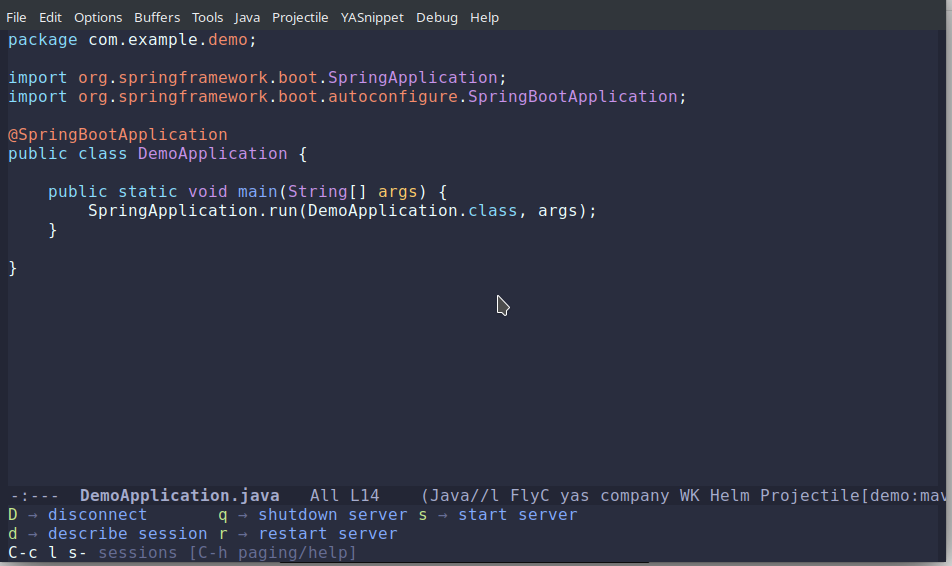 File Edit Options Buffers Tools Java Projectile YASnippet Debug Help
package com.example.demo;
import org.springframework.boot.SpringApplication;
import org.springframework.boot.autoconfigure.SpringBootApplication;
@SpringBootApplication
public class DemoApplication {
    public static void main(String[] args) {
        SpringApplication.run(DemoApplication.class, args);
    }
}
-:--- DemoApplication.java All L14 (Java//l FlyC yas company WK Helm Projectile[demo:mav
D → disconnect q → shutdown server s → start server
d → describe session r → restart server
C-c l s- sessions [C-h paging/help]